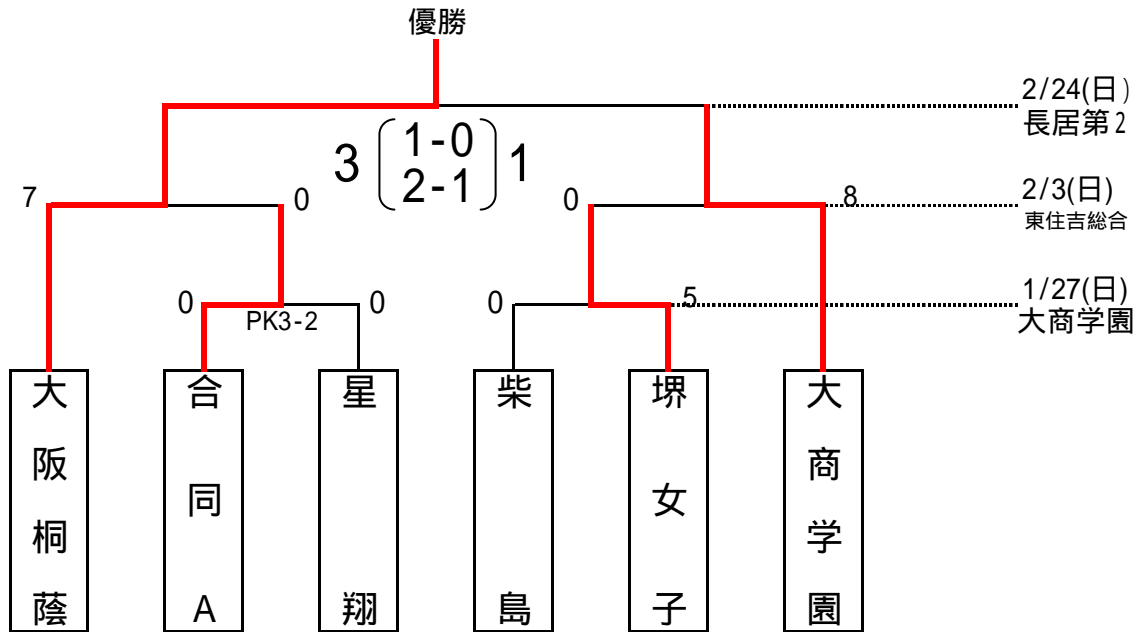 優勝
2/24(日)
長居第2
3 1-0 1
2-1
7 0 0 8 2/3(日)
東住吉総合
0 0 0 5 1/27(日)
PK3-2 大商学園
大阪桐蔭
合同A
星翔
柴島
堺女子
大商学園